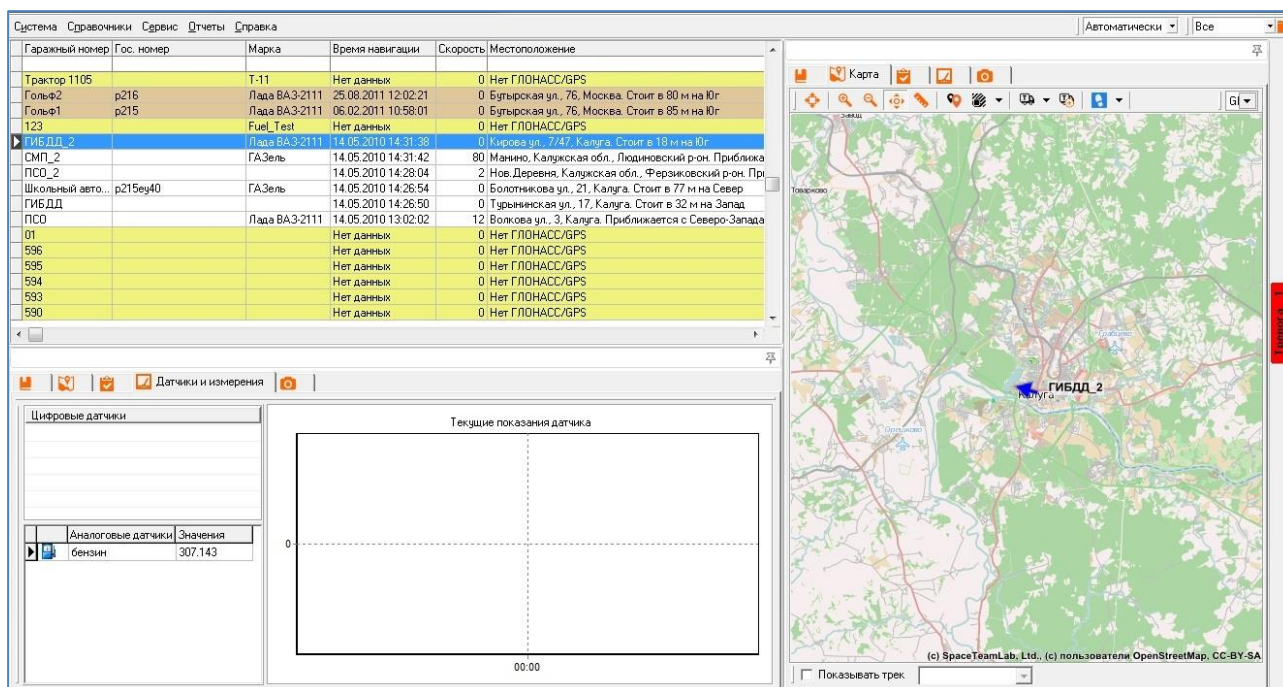 Система Справочники Сервис Отчеты Справка
Автоматически Все
Гаражный номер Гос. номер Марка Время навигации Скорость Местоположение
Трактор 1105 Т-11 Нет данных 0 Нет ГЛОНАСС/GPS
Гольф2 р216 Лада ВАЗ-2111 25.08.2011 12:02:21 0 Бутырская ул., 76, Москва. Стоит в 80 м на Юг
Гольф1 р215 Лада ВАЗ-2111 06.02.2011 10:58:01 0 Бутырская ул., 76, Москва. Стоит в 85 м на Юг
123 Fuel_Test Нет данных 0 Нет ГЛОНАСС/GPS
ГИБДД_2 Лада ВАЗ-2111 14.05.2010 14:31:38 0 Кирова ул., 7/47, Калуга. Стоит в 18 м на Юг
СМП_2 ГАЗель 14.05.2010 14:31:42 80 Манино, Калужская обл., Людиновский р-он. Приближа
ПСО_2 14.05.2010 14:28:04 2 Нов.Деревня, Калужская обл., Ферзиковский р-он. При
Школьный авто... р215еу40 ГАЗель 14.05.2010 14:26:54 0 Болотникова ул., 21, Калуга. Стоит в 77 м на Север
ГИБДД 14.05.2010 14:26:50 0 Турынинская ул., 17, Калуга. Стоит в 32 м на Запад
ПСО Лада ВАЗ-2111 14.05.2010 13:02:02 12 Волкова ул., 3, Калуга. Приближается с Северо-Запада
01 Нет данных 0 Нет ГЛОНАСС/GPS
596 Нет данных 0 Нет ГЛОНАСС/GPS
595 Нет данных 0 Нет ГЛОНАСС/GPS
594 Нет данных 0 Нет ГЛОНАСС/GPS
593 Нет данных 0 Нет ГЛОНАСС/GPS
590 Нет данных 0 Нет ГЛОНАСС/GPS
Датчики и измерения
Цифровые датчики
Аналоговые датчики Значения
бензин 307.143
Текущие показания датчика
0
00:00
Карта
Товарково
Грабцево
ГИБДД_2
Калуга
Орешково
(c) SpaceTeamLab, Ltd., (c) пользователи OpenStreetMap, CC-BY-SA
Показывать трек